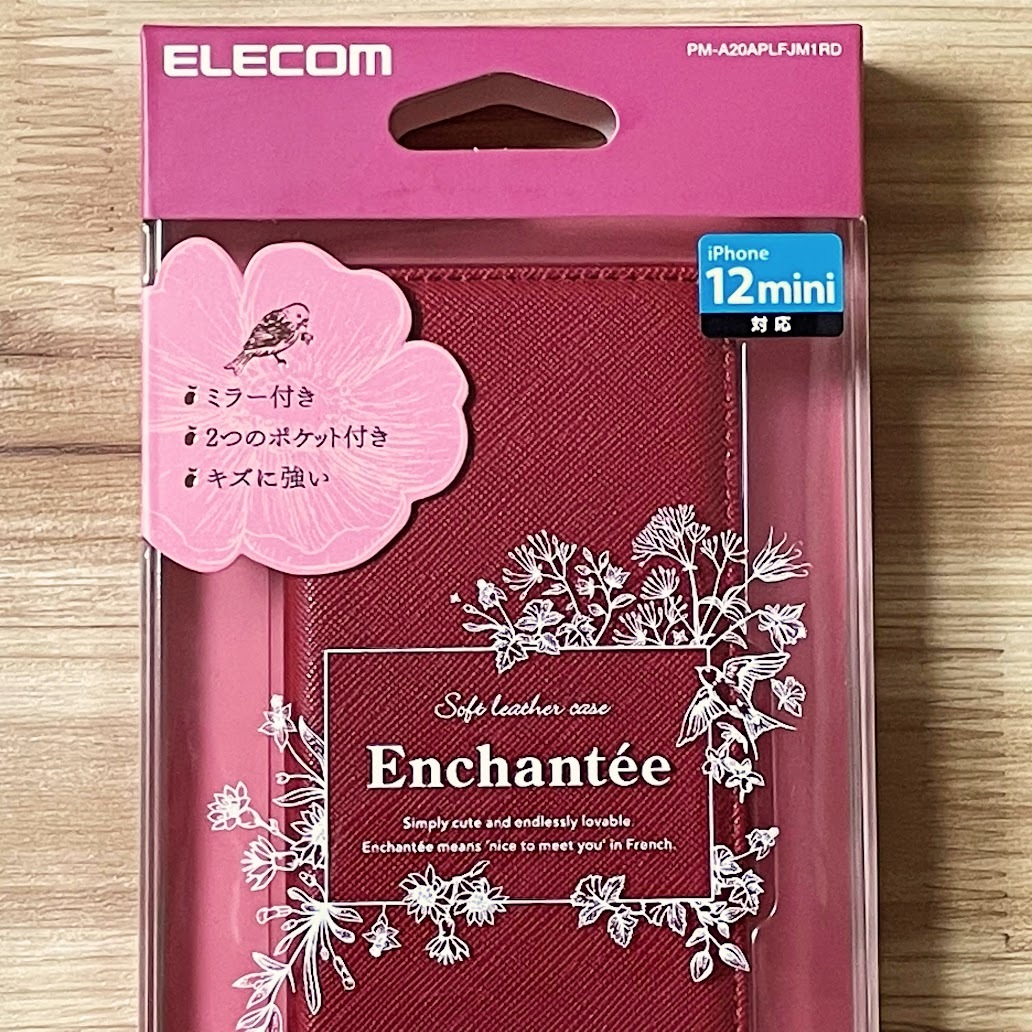 ELECOM
PM-A20APLFJM1RD
iPhone
12mini
対応
ミラー付き
2つのポケット付き
キズに強い
Soft leather case
Enchantée
Simply cute and endlessly lovable.
Enchantée means 'nice to meet you' in French.